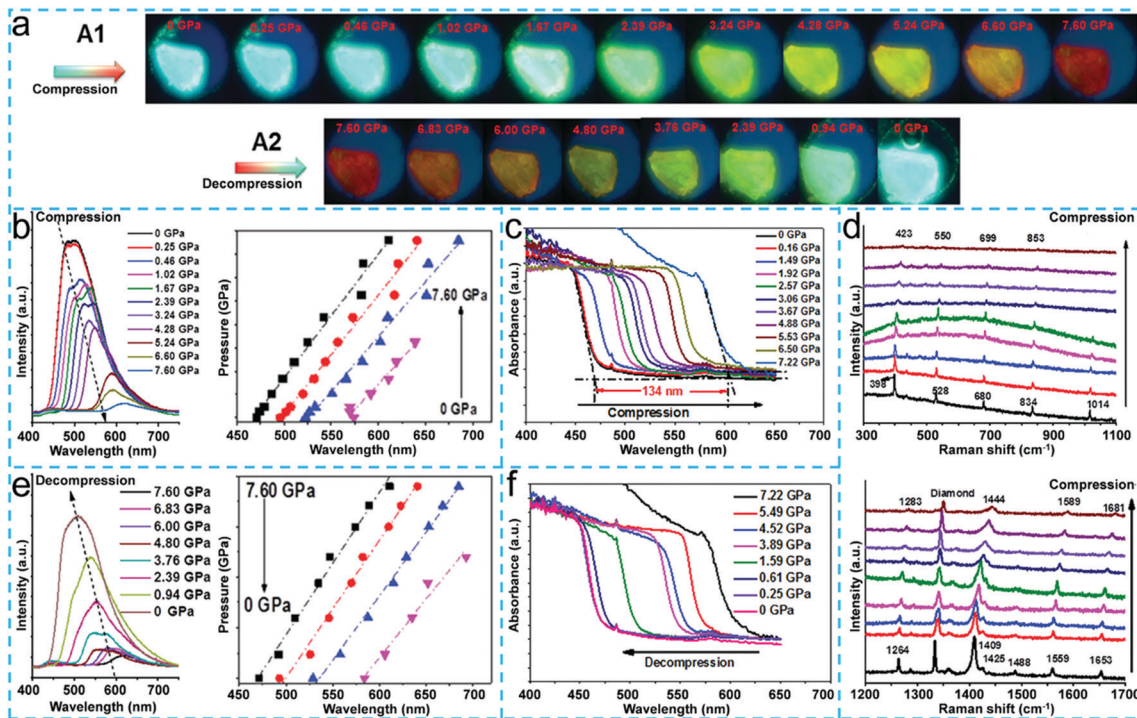 a
A1
Compression
0 GPa 0.25 GPa 0.46 GPa 1.02 GPa 1.67 GPa 2.39 GPa 3.24 GPa 4.28 GPa 5.24 GPa 6.60 GPa 7.60 GPa
A2
Decompression
7.60 GPa 6.83 GPa 6.00 GPa 4.80 GPa 3.76 GPa 2.39 GPa 0.94 GPa 0 GPa
b
Compression
0 GPa
0.25 GPa
0.46 GPa
1.02 GPa
1.67 GPa
2.39 GPa
3.24 GPa
4.28 GPa
5.24 GPa
6.60 GPa
7.60 GPa
Intensity (a.u.)
400 450 500 550 600 650 700
Wavelength (nm)
Pressure (GPa)
7.60 GPa
0 GPa
450 500 550 600 650 700
Wavelength (nm)
c
0 GPa
0.16 GPa
1.49 GPa
1.92 GPa
2.57 GPa
3.06 GPa
3.67 GPa
4.88 GPa
5.53 GPa
6.50 GPa
7.22 GPa
Absorbance (a.u.)
134 nm
Compression
400 450 500 550 600 650 700
Wavelength (nm)
d
Compression
423 550 699 853
Intensity (a.u.)
398 528 680 834 1014
300 500 700 900 1100
Raman shift (cm-1)
e
Decompression
7.60 GPa
6.83 GPa
6.00 GPa
4.80 GPa
3.76 GPa
2.39 GPa
0.94 GPa
0 GPa
Intensity (a.u.)
400 450 500 550 600 650 700
Wavelength (nm)
Pressure (GPa)
7.60 GPa
0 GPa
450 500 550 600 650 700
Wavelength (nm)
f
7.22 GPa
5.49 GPa
4.52 GPa
3.89 GPa
1.59 GPa
0.61 GPa
0.25 GPa
0 GPa
Absorbance (a.u.)
Decompression
400 450 500 550 600 650 700
Wavelength (nm)
Compression
1283 Diamond 1444 1589 1681
Intensity (a.u.)
1264 1409 1425 1488 1559 1653
1200 1300 1400 1500 1600 1700
Raman shift (cm-1)